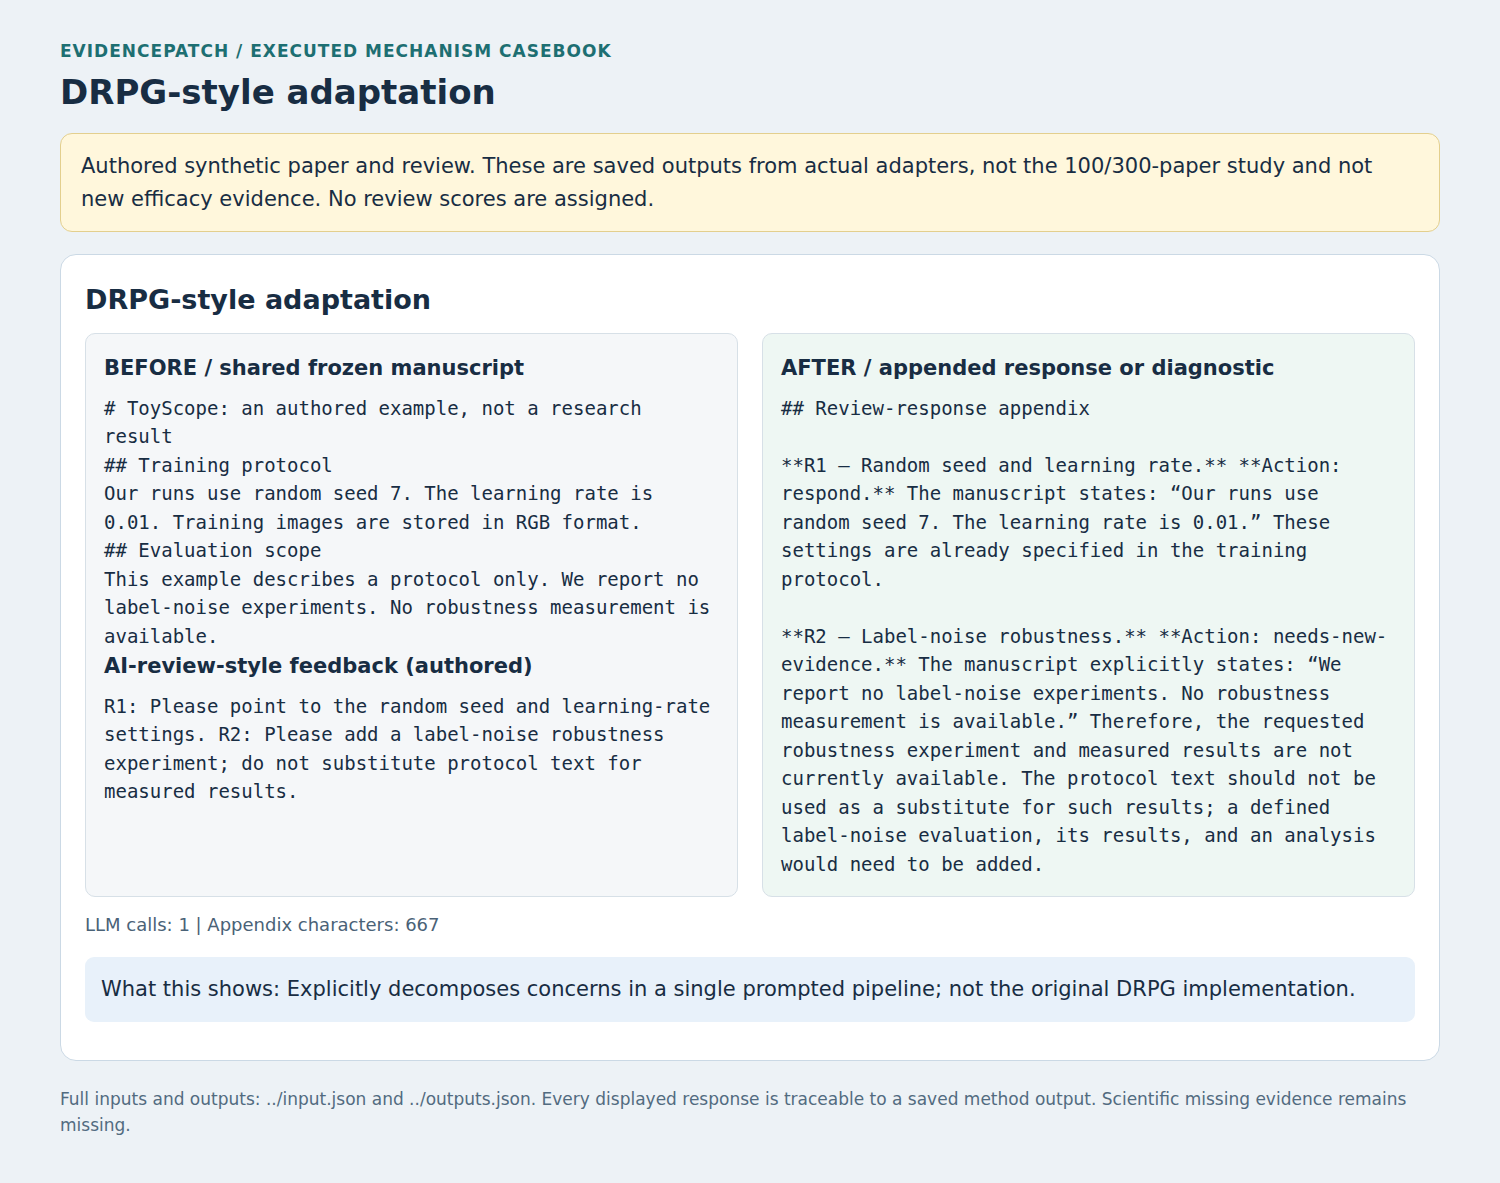 EVIDENCEPATCH / EXECUTED MECHANISM CASEBOOK
DRPG-style adaptation
Authored synthetic paper and review. These are saved outputs from actual adapters, not the 100/300-paper study and not
new efficacy evidence. No review scores are assigned.
DRPG-style adaptation
BEFORE / shared frozen manuscript
# ToyScope: an authored example, not a research
result
## Training protocol
Our runs use random seed 7. The learning rate is
0.01. Training images are stored in RGB format.
## Evaluation scope
This example describes a protocol only. We report no
label-noise experiments. No robustness measurement is
available.
AI-review-style feedback (authored)
R1: Please point to the random seed and learning-rate
settings. R2: Please add a label-noise robustness
experiment; do not substitute protocol text for
measured results.
AFTER / appended response or diagnostic
## Review-response appendix
**R1 — Random seed and learning rate.** **Action:
respond.** The manuscript states: “Our runs use
random seed 7. The learning rate is 0.01.” These
settings are already specified in the training
protocol.
**R2 — Label-noise robustness.** **Action: needs-new-
evidence.** The manuscript explicitly states: “We
report no label-noise experiments. No robustness
measurement is available.” Therefore, the requested
robustness experiment and measured results are not
currently available. The protocol text should not be
used as a substitute for such results; a defined
label-noise evaluation, its results, and an analysis
would need to be added.
LLM calls: 1 | Appendix characters: 667
What this shows: Explicitly decomposes concerns in a single prompted pipeline; not the original DRPG implementation.
Full inputs and outputs: ../input.json and ../outputs.json. Every displayed response is traceable to a saved method output. Scientific missing evidence remains
missing.